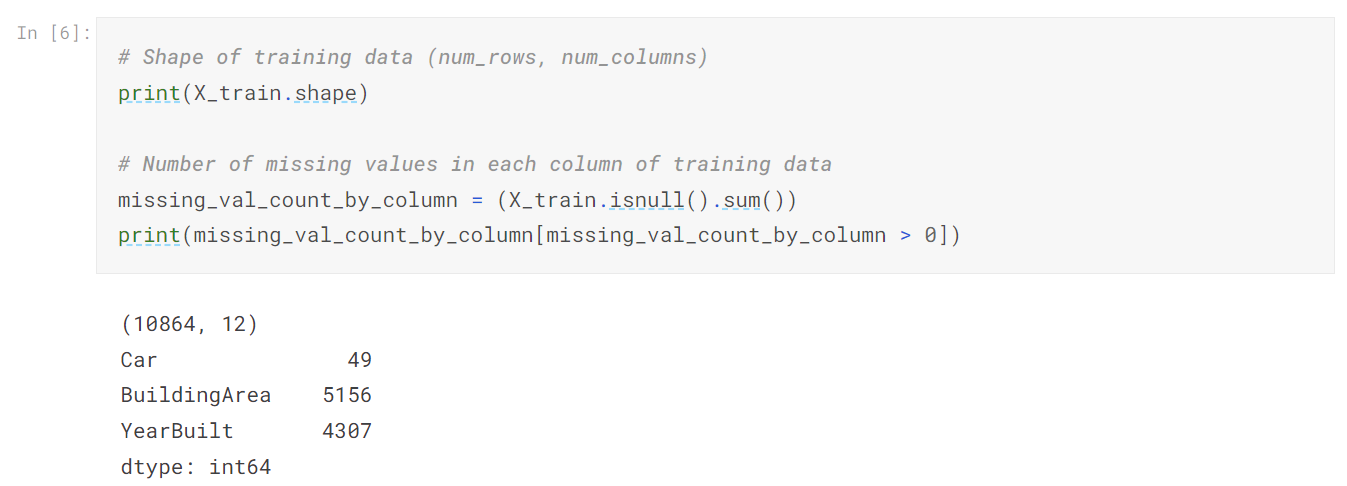 In [6]:
# Shape of training data (num_rows, num_columns)
print(X_train.shape)
# Number of missing values in each column of training data
missing_val_count_by_column = (X_train.isnull().sum())
print(missing_val_count_by_column[missing_val_count_by_column > 0])
(10864, 12)
Car 49
BuildingArea 5156
YearBuilt 4307
dtype: int64